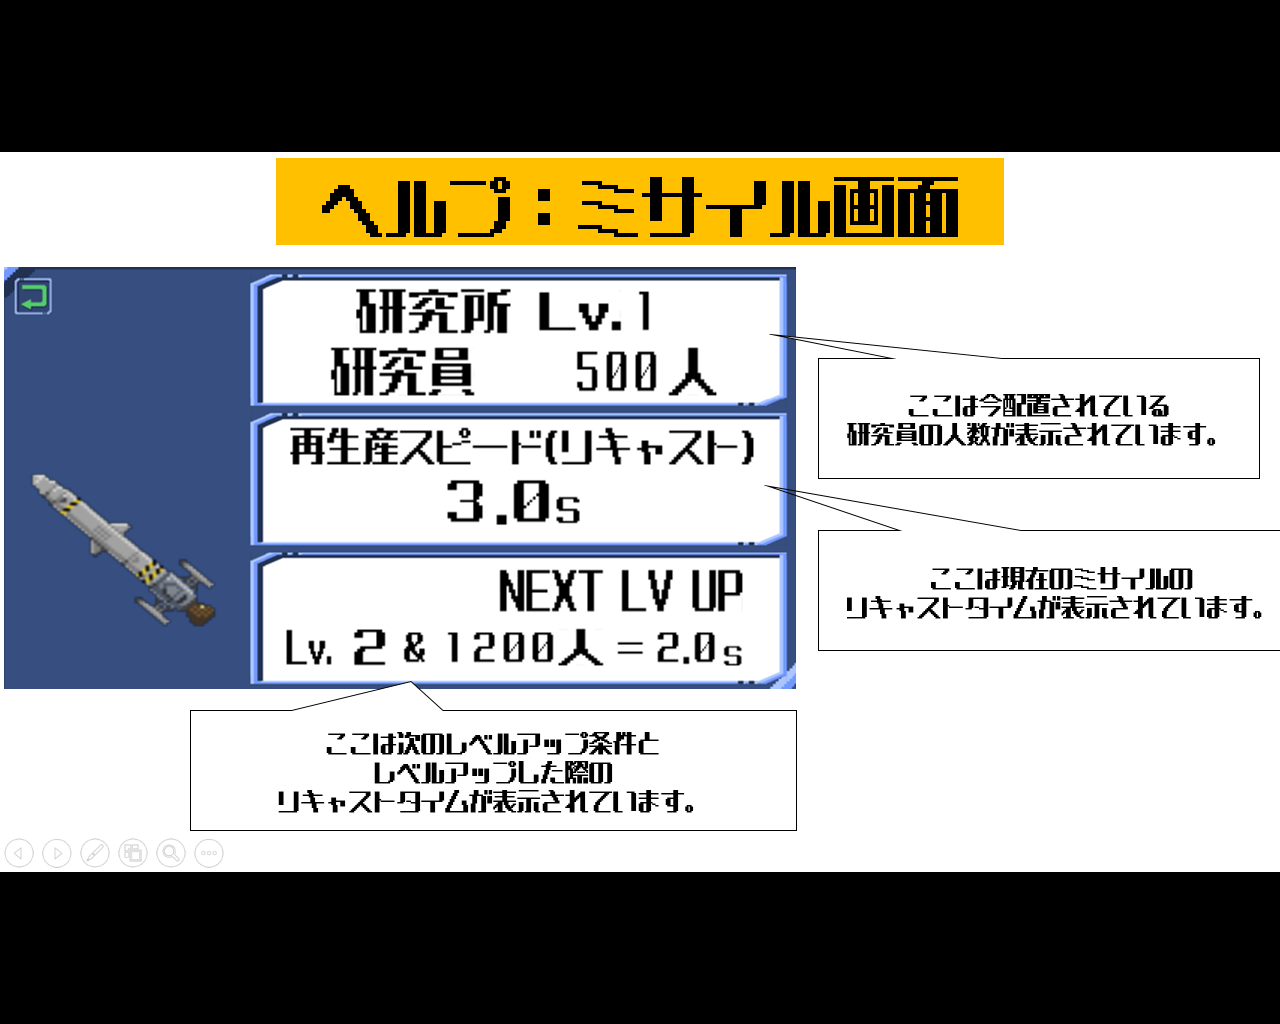 ヘルプ：ミサイル画面
研究所 Lv.1
研究員 500人
ここは今配置されている
研究員の人数が表示されています。
再生産スピード(リキャスト)
3.0s
ここは現在のミサイルの
リキャストタイムが表示されています。
NEXT LV UP
Lv. 2 & 1200人 = 2.0s
ここは次のレベルアップ条件と
レベルアップした際の
リキャストタイムが表示されています。